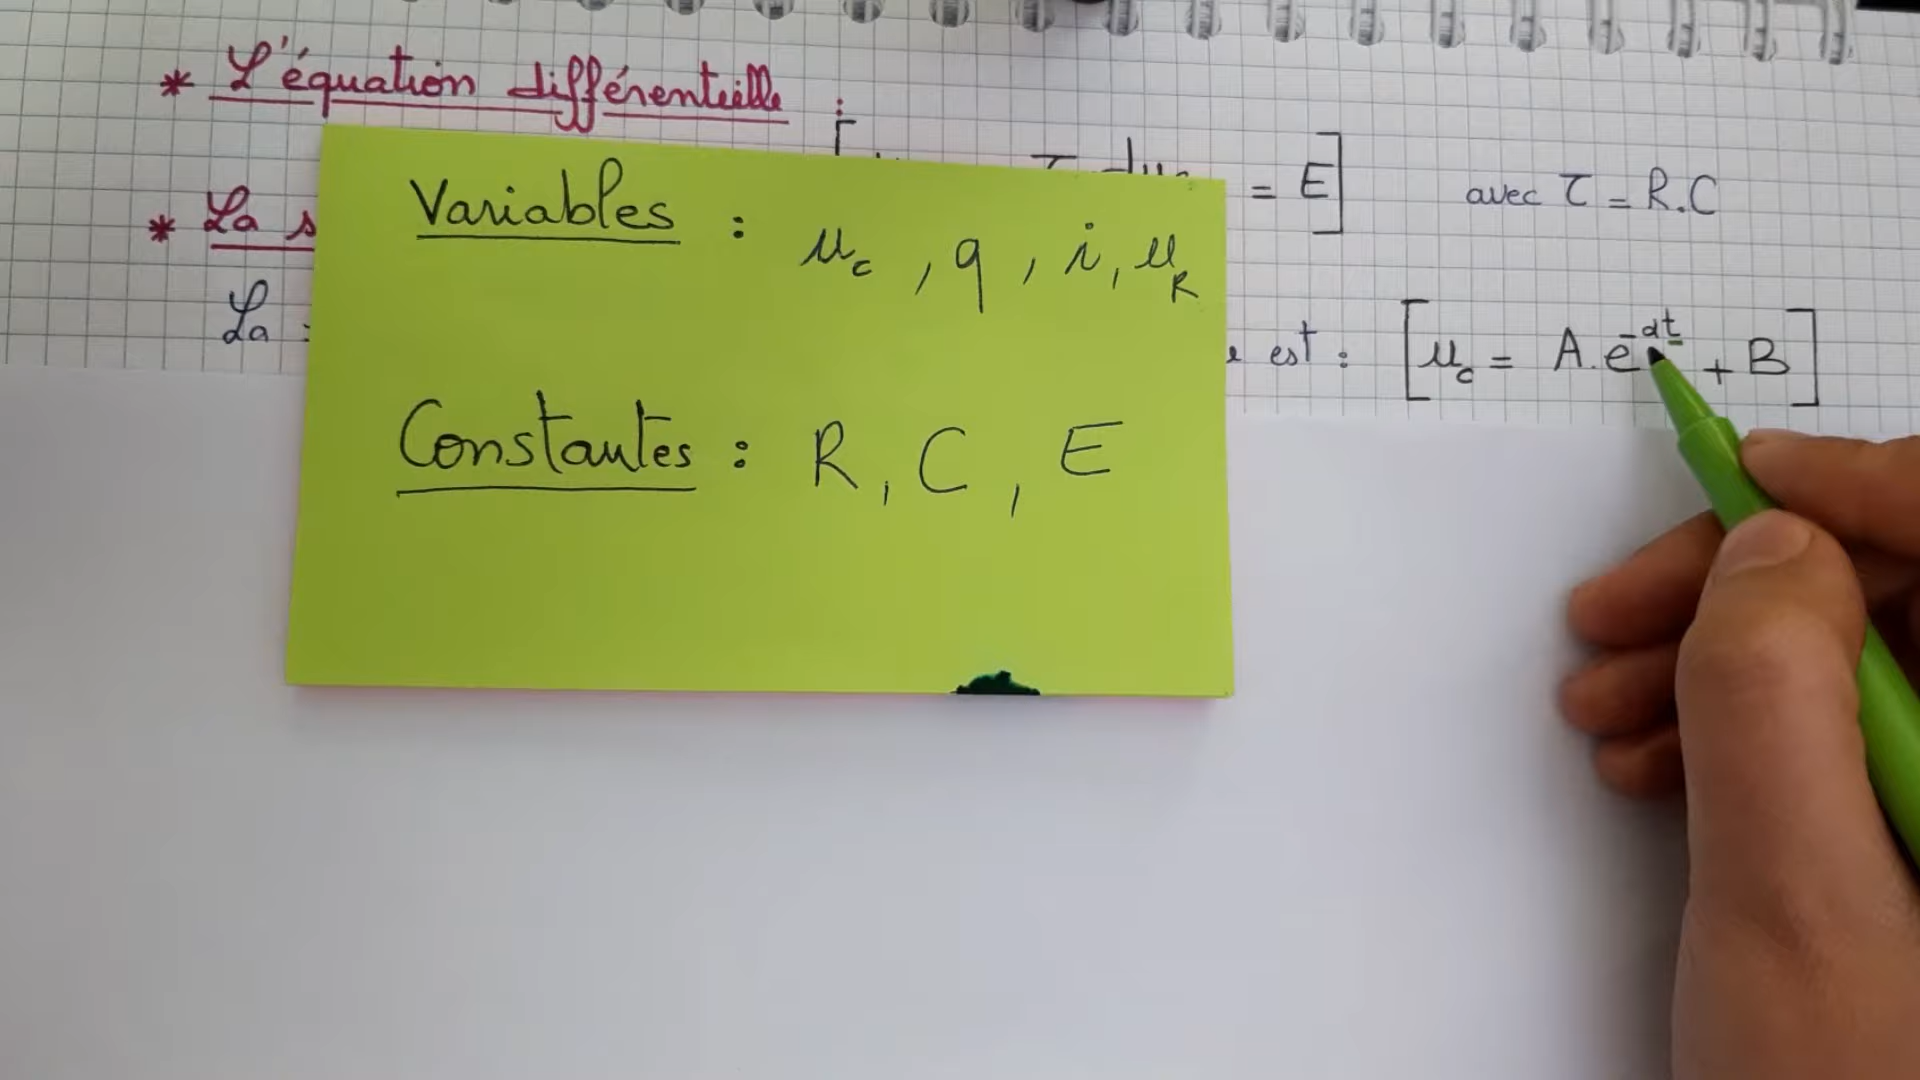 * L'équation différentielle :
= E] avec τ = R.C
* La s
La
est : [u_c = A.e^-αt + B]
Variables : u_c , q , i, u_R
Constantes : R, C, E